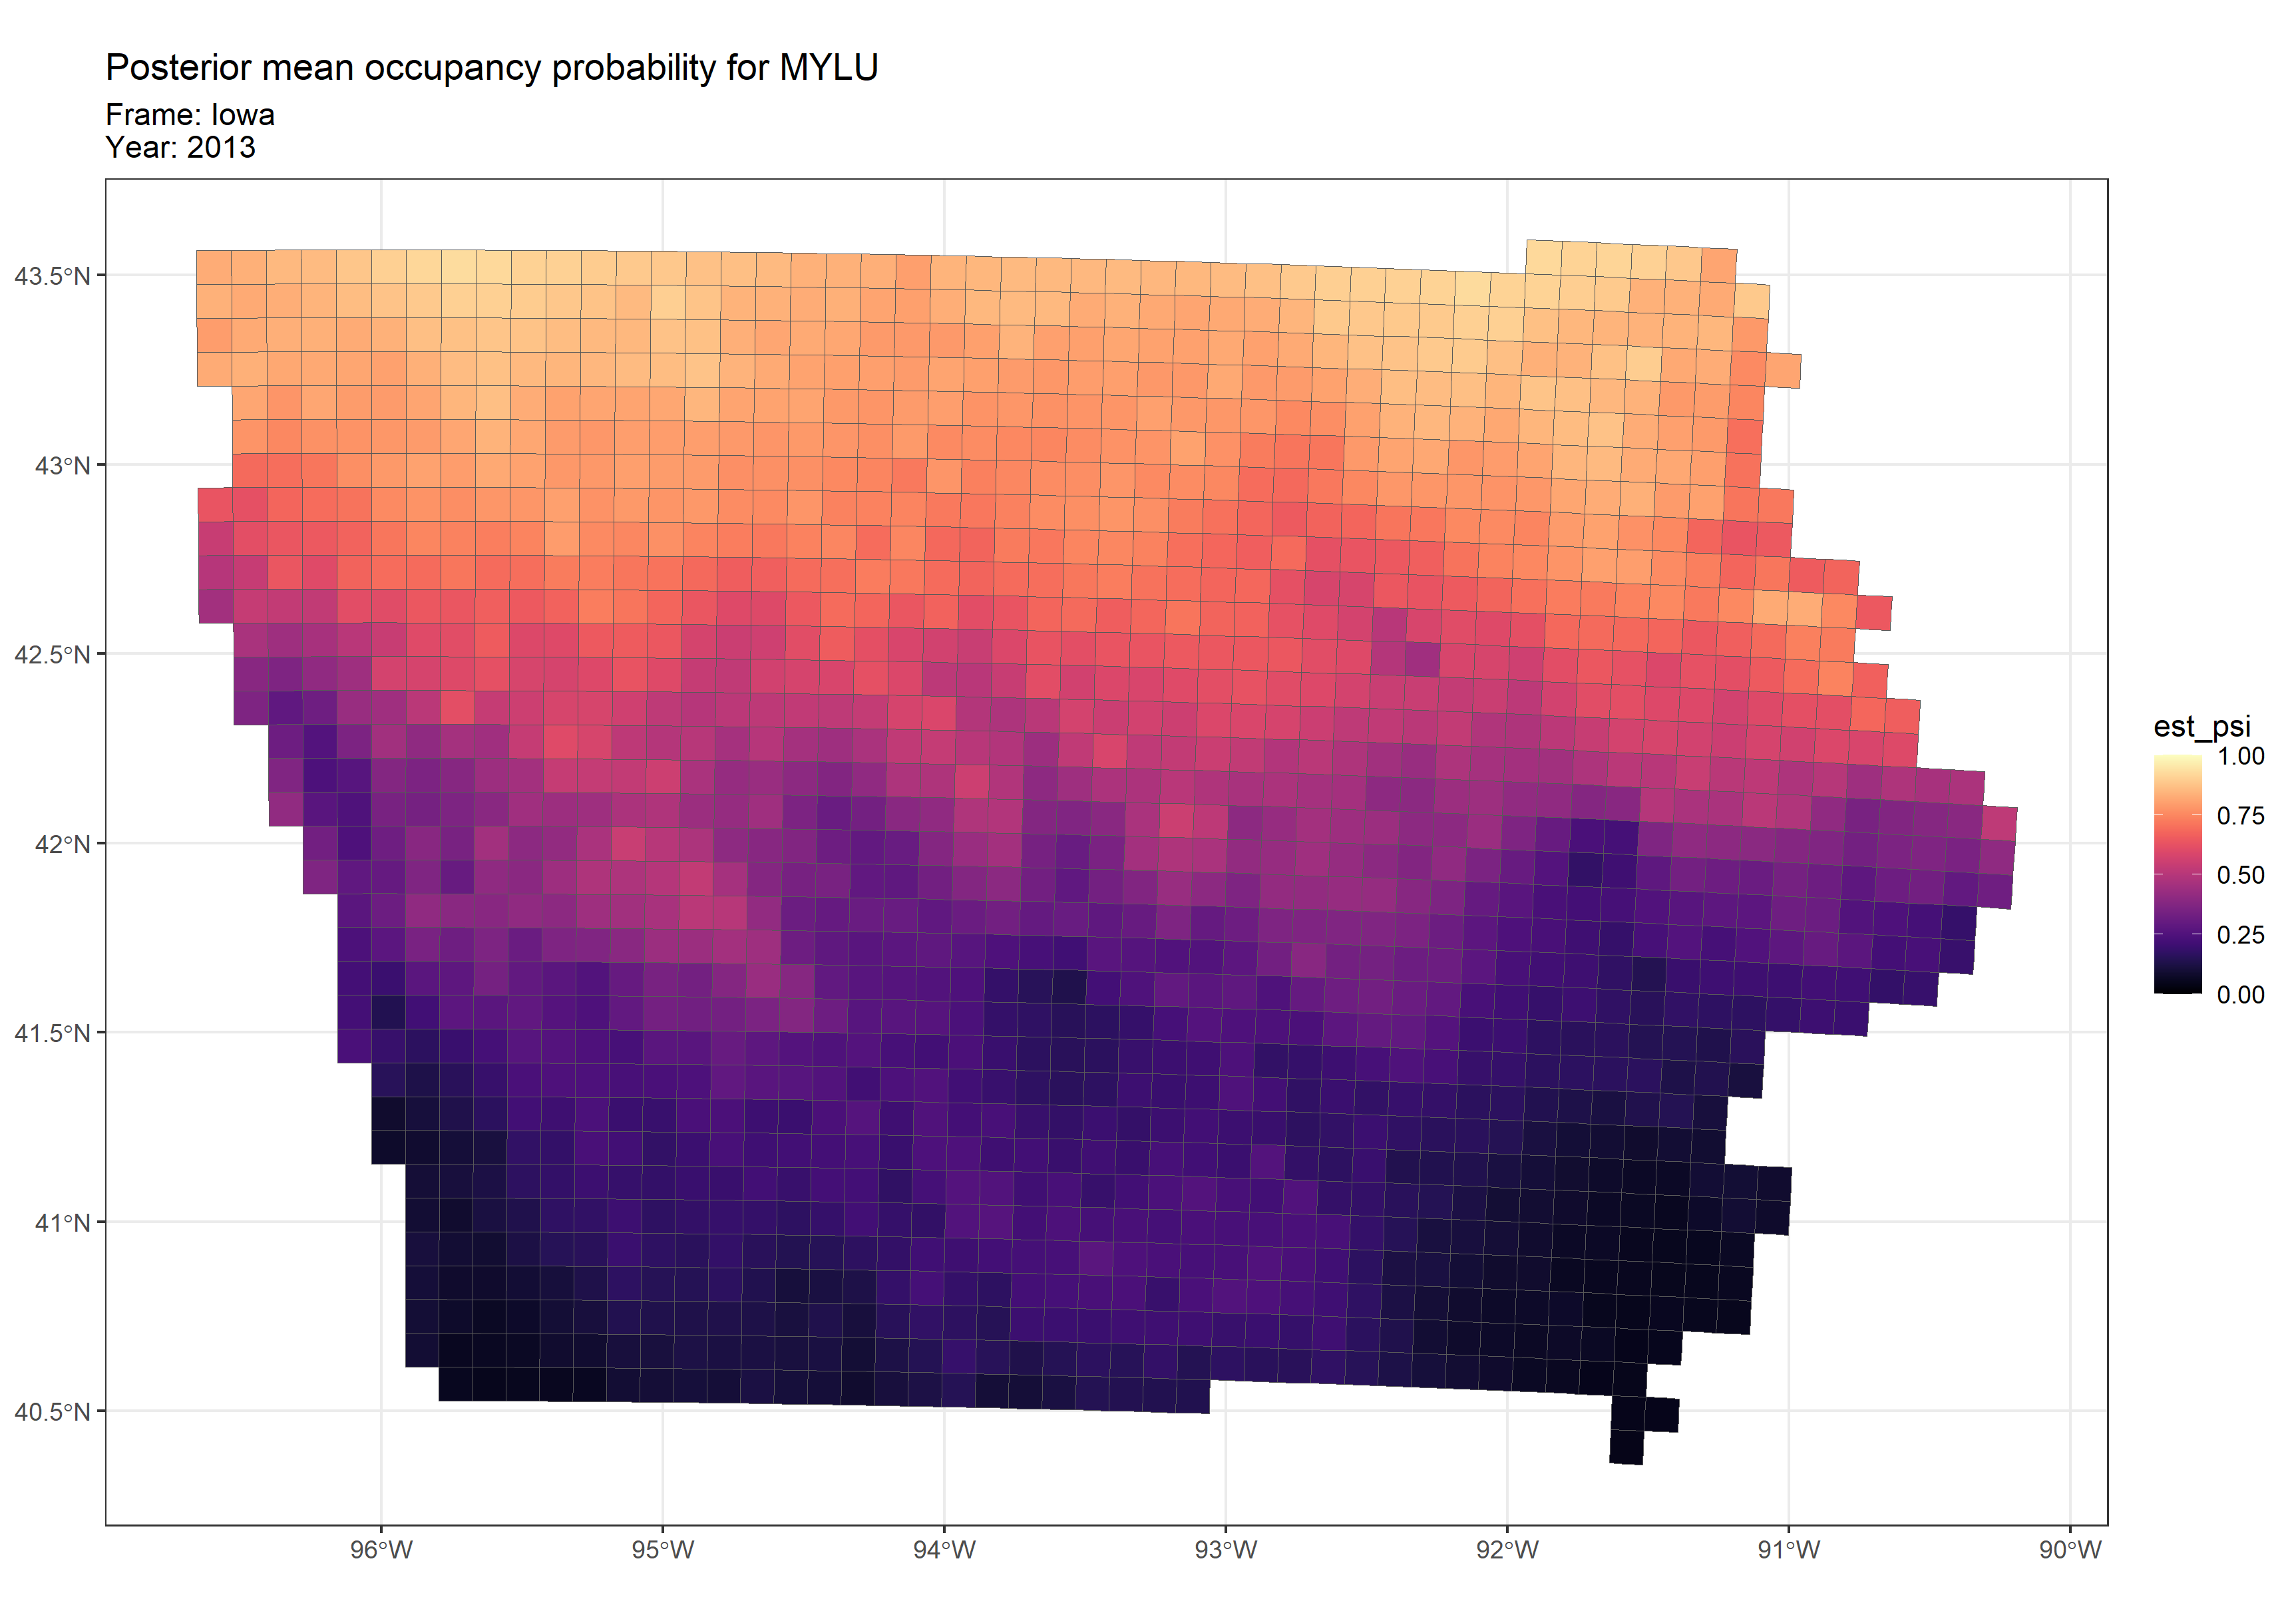 Posterior mean occupancy probability for MYLU
Frame: Iowa
Year: 2013
43.5°N
43°N
42.5°N
42°N
41.5°N
41°N
40.5°N
96°W
95°W
94°W
93°W
92°W
91°W
90°W
est_psi
1.00
0.75
0.50
0.25
0.00